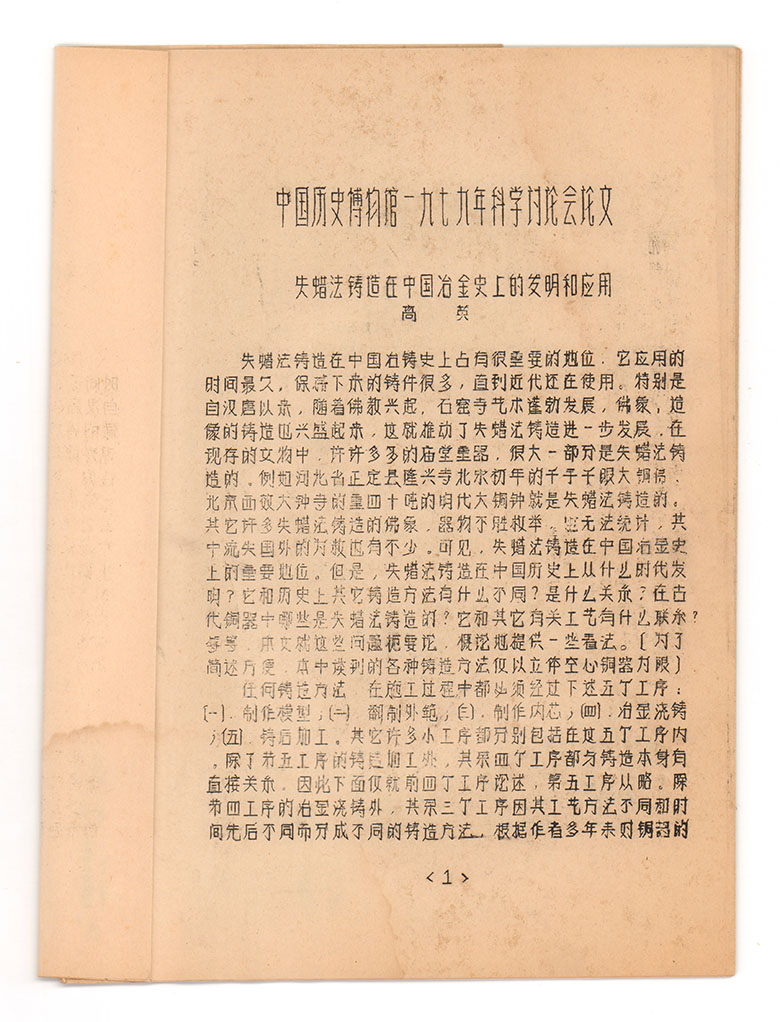 中国历史博物馆一九七九年科学讨论会论文
失蜡法铸造在中国冶金史上的发明和应用
高 英
失蜡法铸造在中国冶铸史上占有很重要的地位，它应用的
时间最久，保荐下来的铸件很多，直到近代还在使用。特别是
自汉唐以来，随着佛教兴起，石窟寺艺术蓬勃发展，佛象，造
像的铸造也兴盛起来，这就推动了失蜡法铸造进一步发展，在
现存的文物中，许许多多的庙堂重器，很大一部分是失蜡法铸
造的。例如河北省正定县隆兴寺北宋初年的千手千眼大铜佛、
北京西效大钟寺的重四十吨的明代大铜钟就是失蜡法铸造的。
其它许多失蜡法铸造的佛象，器物不胜枚举，无法统计，其
中流失国外的为数也有不少。可见，失蜡法铸造在中国冶金史
上的重要地位。但是，失蜡法铸造在中国历史上从什么时代发
明？它和历史上其它铸造方法有什么不同？是什么关系？在古
代铜器中哪些是失蜡法铸造的？它和其它有关工艺有什么联系？
等等，本文就这些问题扼要论，概论地提供一些看法。（为了
简述方便，本中谈到的各种铸造方法仅以立体空心铜器为限）
任何铸造方法，在施工过程中都必须经过下述五个工序：
(一)、制作模型；(二)、翻制外范；(三)、制作内芯；(四)、冶金浇铸
；(五)、铸后加工。其它许多小工序都分别包括在这五个工序内
，除了第五工序的铸造加工外，其余四个工序都与铸造本身有
直接关系，因此下面仅就前四个工序论述，第五工序从略。除
第四工序的冶金浇铸外，其余三个工序因其工艺方法不同和时
间先后不同而分成不同的铸造方法，根据作者多年来对铜器的
<1>